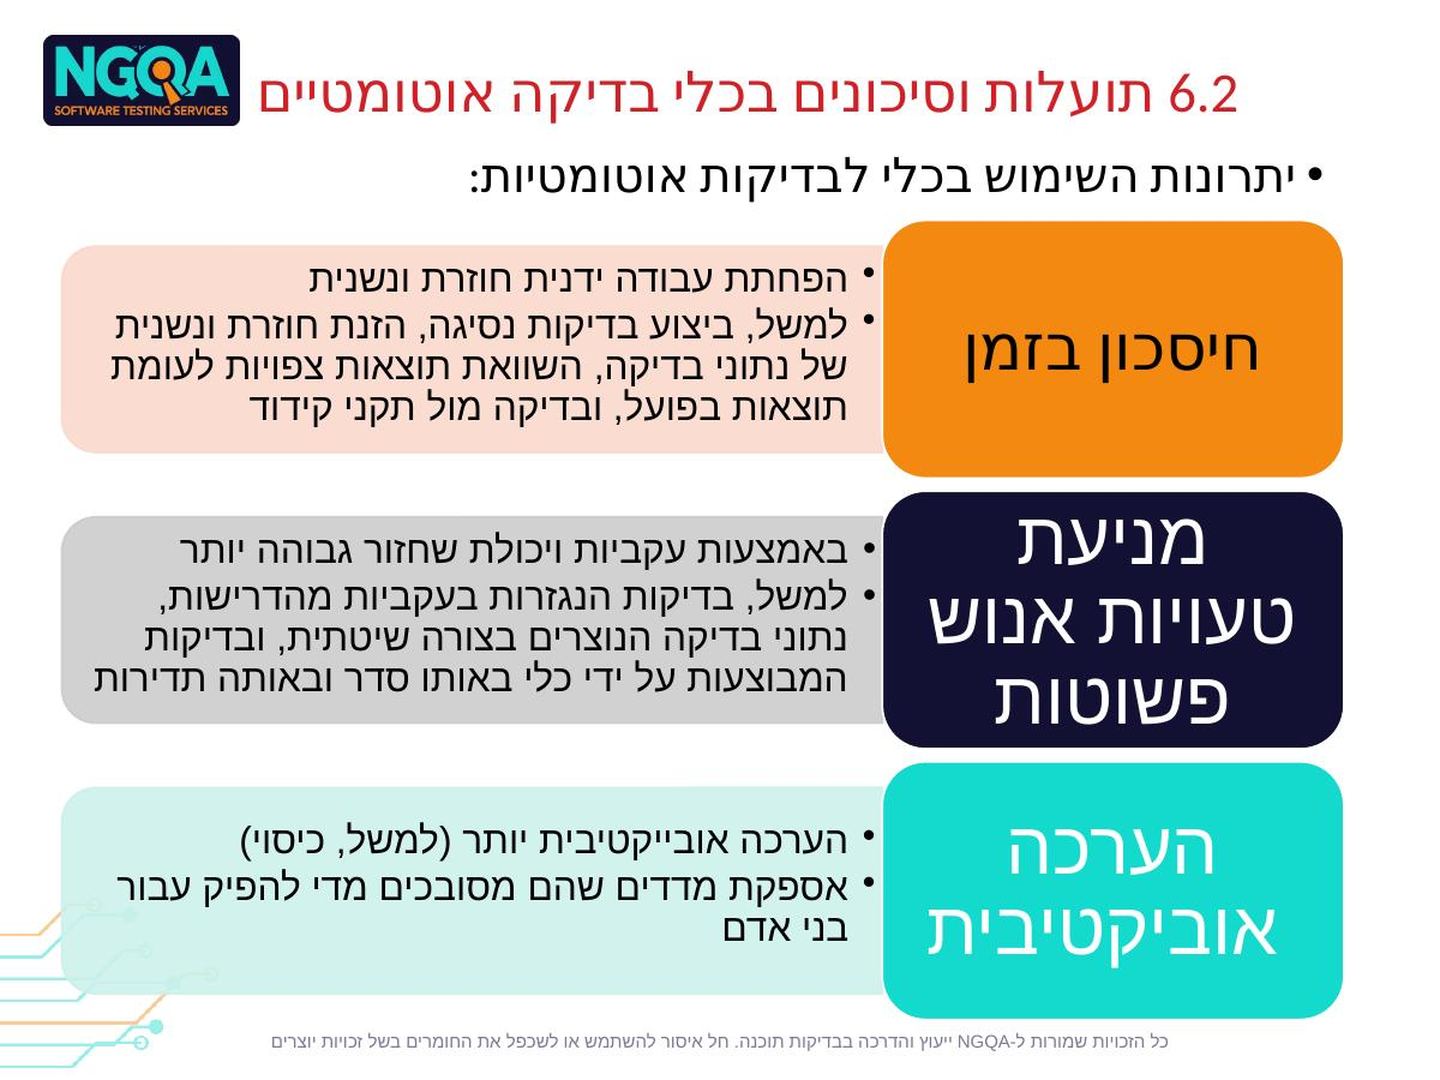 NGQA
SOFTWARE TESTING SERVICES
6.2 תועלות וסיכונים בכלי בדיקה אוטומטיים
• יתרונות השימוש בכלי לבדיקות אוטומטיות:
חיסכון בזמן
• הפחתת עבודה ידנית חוזרת ונשנית
• למשל, ביצוע בדיקות נסיגה, הזנת חוזרת ונשנית
של נתוני בדיקה, השוואת תוצאות צפויות לעומת
תוצאות בפועל, ובדיקה מול תקני קידוד
מניעת
טעויות אנוש
פשוטות
• באמצעות עקביות ויכולת שחזור גבוהה יותר
• למשל, בדיקות הנגזרות בעקביות מהדרישות,
נתוני בדיקה הנוצרים בצורה שיטתית, ובדיקות
המבוצעות על ידי כלי באותו סדר ובאותה תדירות
הערכה
אוביקטיבית
• הערכה אובייקטיבית יותר (למשל, כיסוי)
• אספקת מדדים שהם מסובכים מדי להפיק עבור
בני אדם
כל הזכויות שמורות ל-NGQA ייעוץ והדרכה בבדיקות תוכנה. חל איסור להשתמש או לשכפל את החומרים בשל זכויות יוצרים